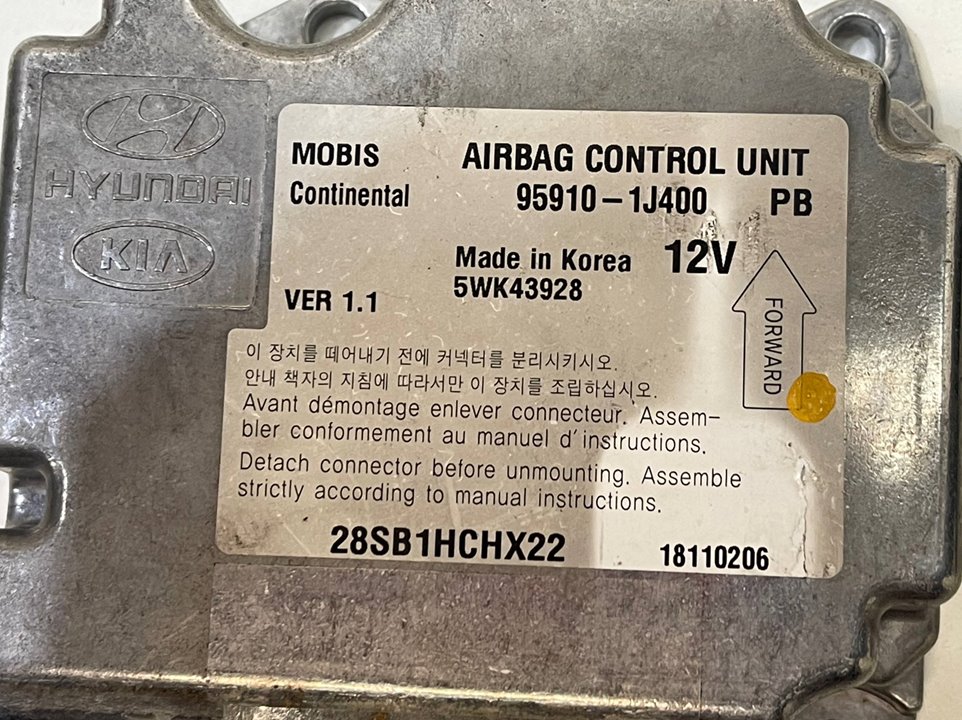 HYUNDAI
KIA
MOBIS AIRBAG CONTROL UNIT
Continental 95910-1J400 PB
Made in Korea 12V
5WK43928
VER 1.1
FORWARD
이 장치를 떼어내기 전에 커넥터를 분리시키시오.
안내 책자의 지침에 따라서만 이 장치를 조립하십시오.
Avant démontage enlever connecteur. Assem-
bler conformement au manuel d'instructions.
Detach connector before unmounting. Assemble
strictly according to manual instructions.
28SB1HCHX22 18110206